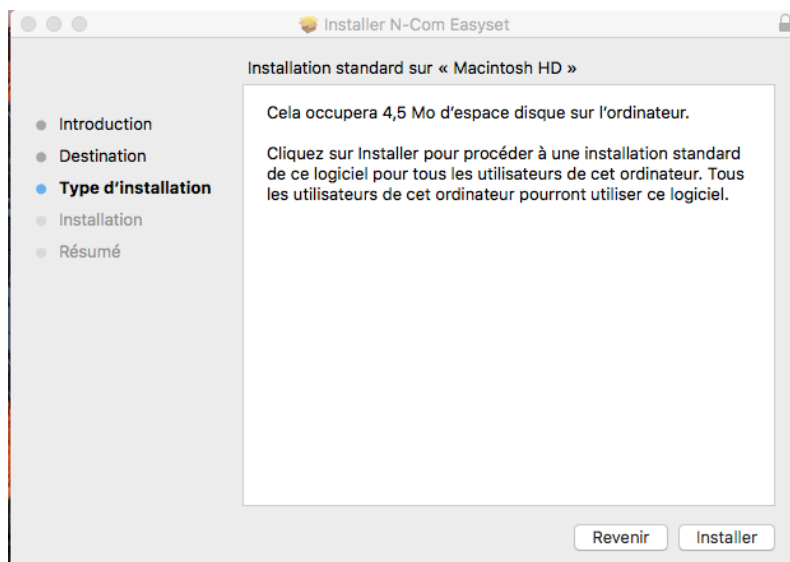 Installer N-Com Easyset
Installation standard sur « Macintosh HD »
Introduction
Destination
Type d'installation
Installation
Résumé
Cela occupera 4,5 Mo d'espace disque sur l'ordinateur.
Cliquez sur Installer pour procéder à une installation standard
de ce logiciel pour tous les utilisateurs de cet ordinateur. Tous
les utilisateurs de cet ordinateur pourront utiliser ce logiciel.
Revenir
Installer